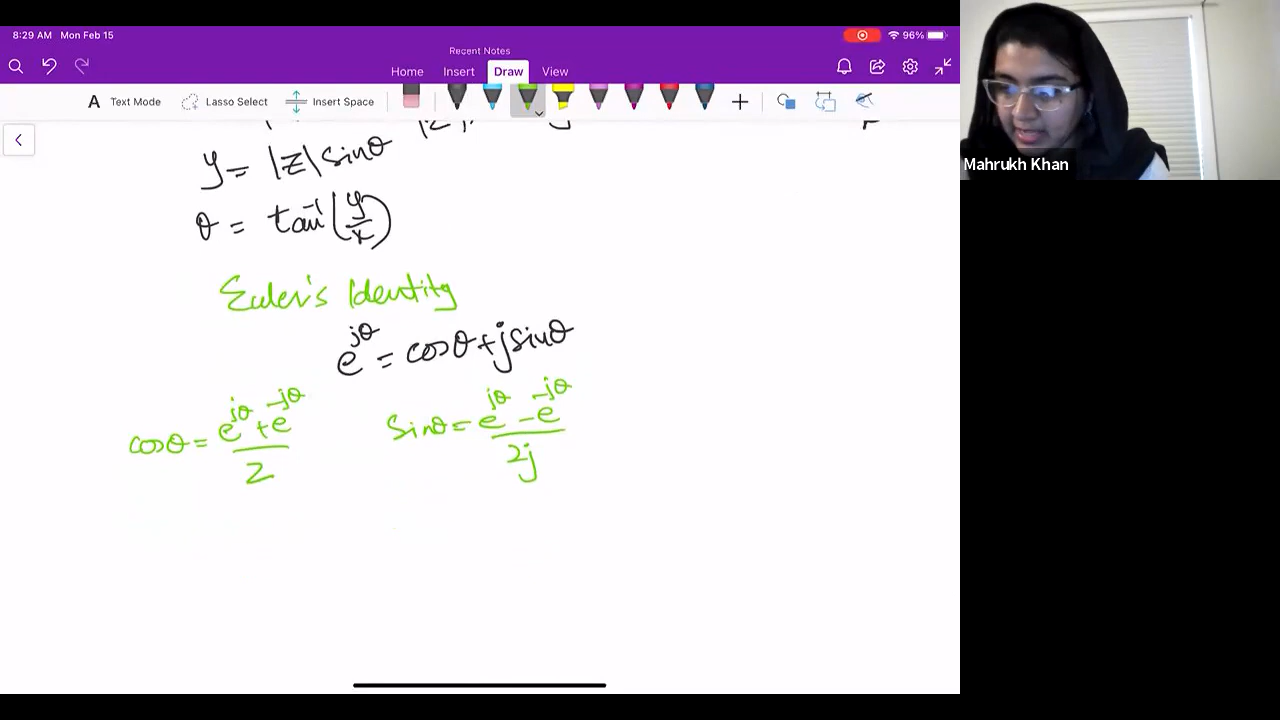 8:29 AM Mon Feb 15
96%
Recent Notes
Home Insert Draw View
A Text Mode Lasso Select Insert Space
y = |z| sinθ
θ = tan⁻¹(y/x)
Euler's Identity
e^jθ = cosθ + j sinθ
cosθ = (e^jθ + e^-jθ)/2 sinθ = (e^jθ - e^-jθ)/2j
Mahrukh Khan